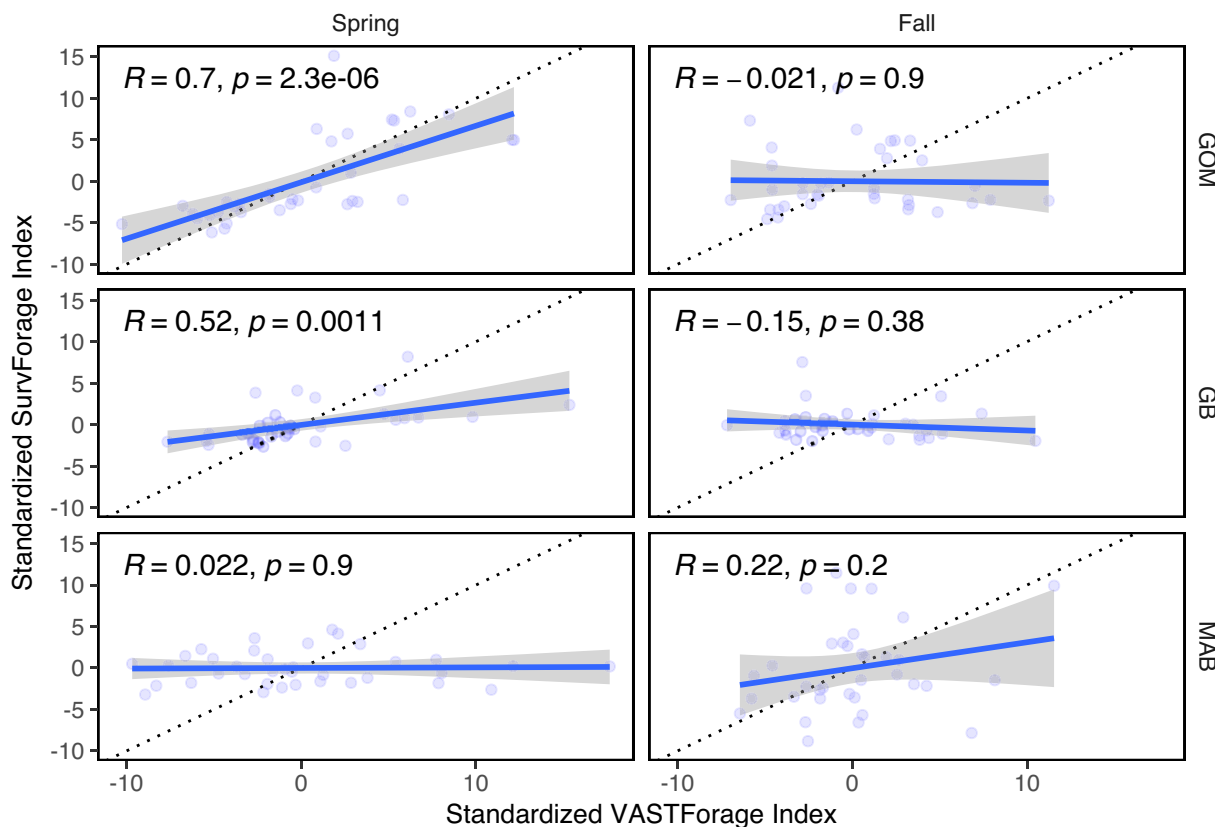 Spring
Fall
15
10
5
0
-5
-10
R = 0.7, p = 2.3e-06
R = −0.021, p = 0.9
GOM
15
10
5
0
-5
-10
R = 0.52, p = 0.0011
R = −0.15, p = 0.38
GB
15
10
5
0
-5
-10
R = 0.022, p = 0.9
R = 0.22, p = 0.2
MAB
-10
0
10
-10
0
10
Standardized SurvForage Index
Standardized VASTForage Index